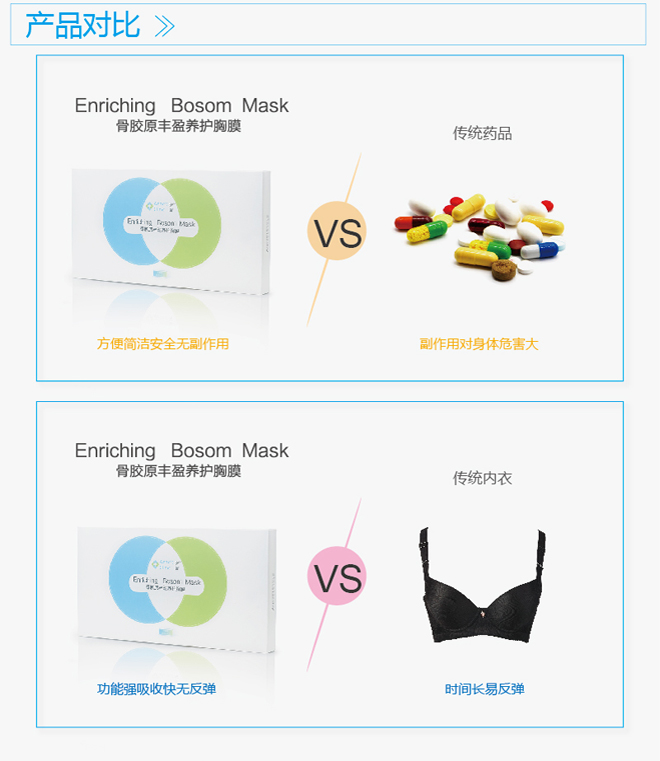 产品对比
Enriching Bosom Mask
骨胶原丰盈养护胸膜
传统药品
Enriching Bosom Mask
VS
方便简洁安全无副作用
副作用对身体危害大
Enriching Bosom Mask
骨胶原丰盈养护胸膜
传统内衣
Enriching Bosom Mask
VS
功能强吸收快无反弹
时间长易反弹